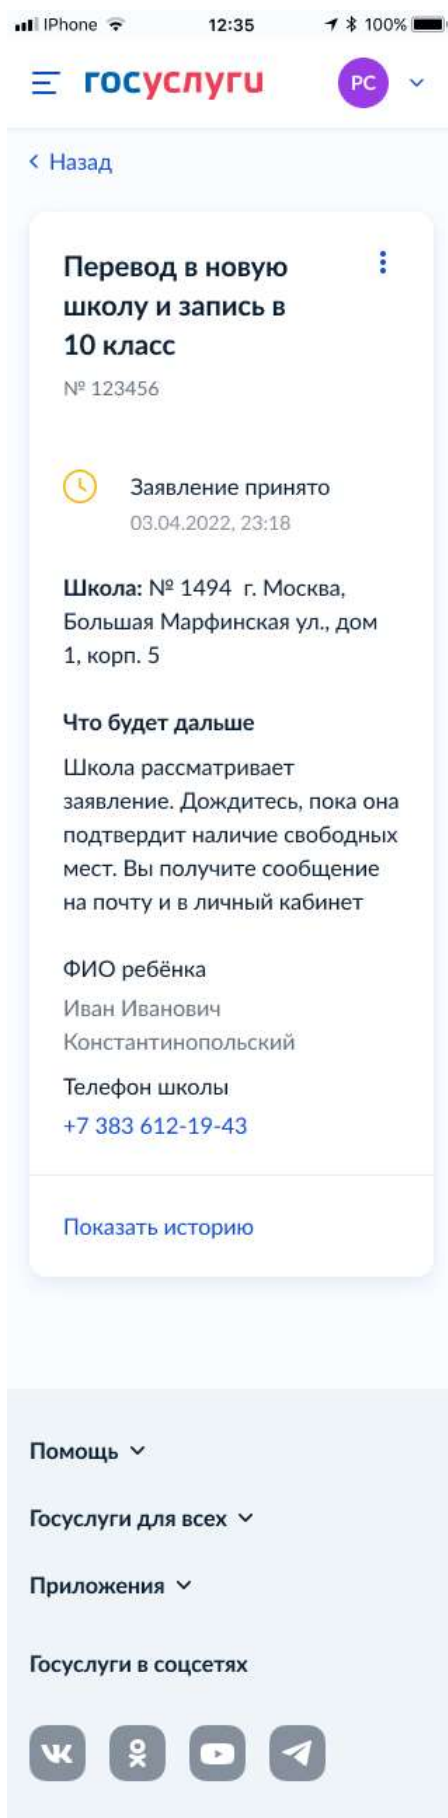 IPhone 12:35 100%
госуслуги РС
Назад
Перевод в новую
школу и запись в
10 класс
№ 123456
Заявление принято
03.04.2022, 23:18
Школа: № 1494 г. Москва,
Большая Марфинская ул., дом
1, корп. 5
Что будет дальше
Школа рассматривает
заявление. Дождитесь, пока она
подтвердит наличие свободных
мест. Вы получите сообщение
на почту и в личный кабинет
ФИО ребёнка
Иван Иванович
Константинопольский
Телефон школы
+7 383 612-19-43
Показать историю
Помощь
Госуслуги для всех
Приложения
Госуслуги в соцсетях